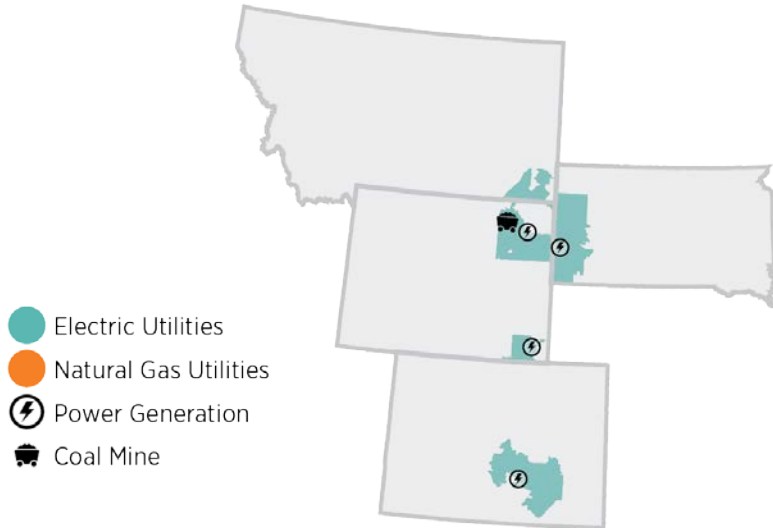 Electric Utilities
Natural Gas Utilities
Power Generation
Coal Mine